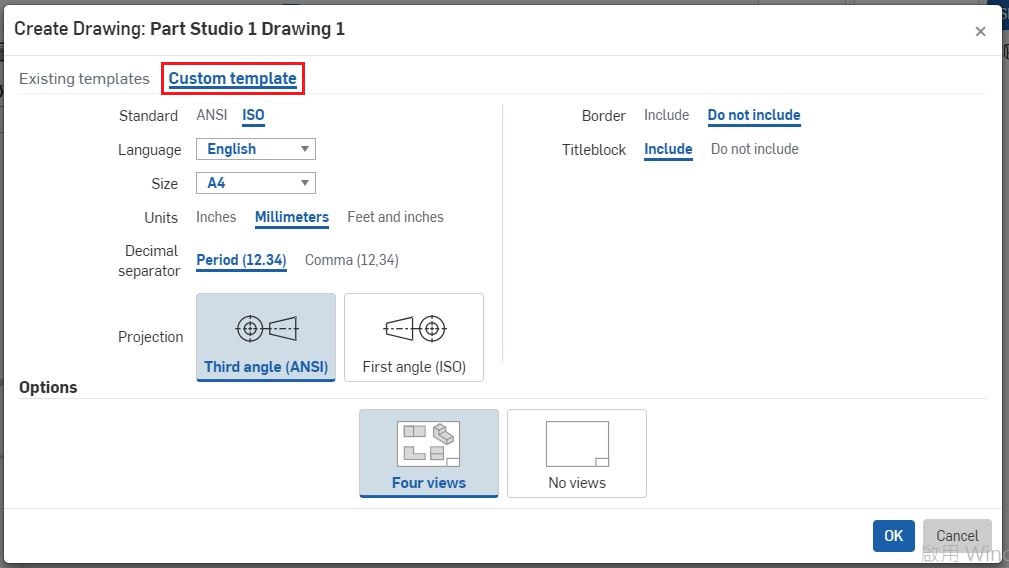 Create Drawing: Part Studio 1 Drawing 1
×
Existing templates Custom template
Standard ANSI ISO
Language English
Size A4
Units Inches Millimeters Feet and inches
Decimal separator Period (12.34) Comma (12,34)
Projection Third angle (ANSI) First angle (ISO)
Border Include Do not include
Titleblock Include Do not include
Options
Four views No views
OK Cancel
啟用 Wind